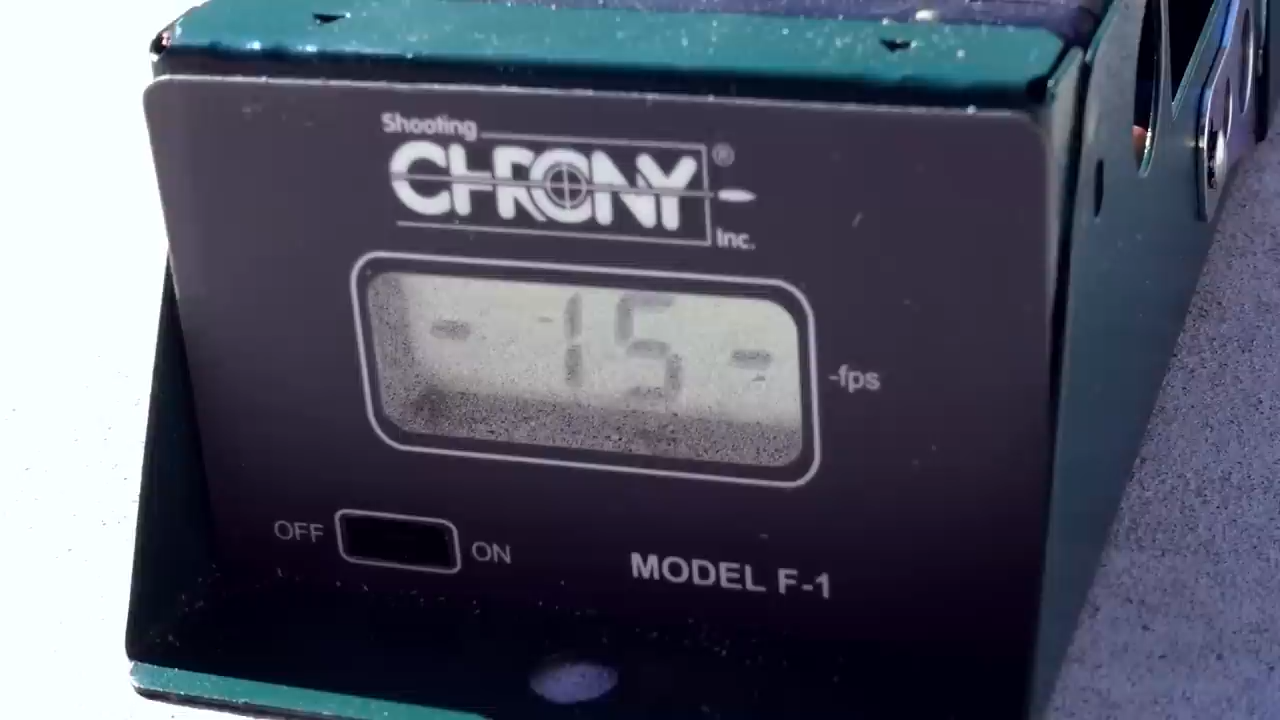 Shooting
CHRONY®
Inc.
- 15 -
-fps
OFF ON
MODEL F-1